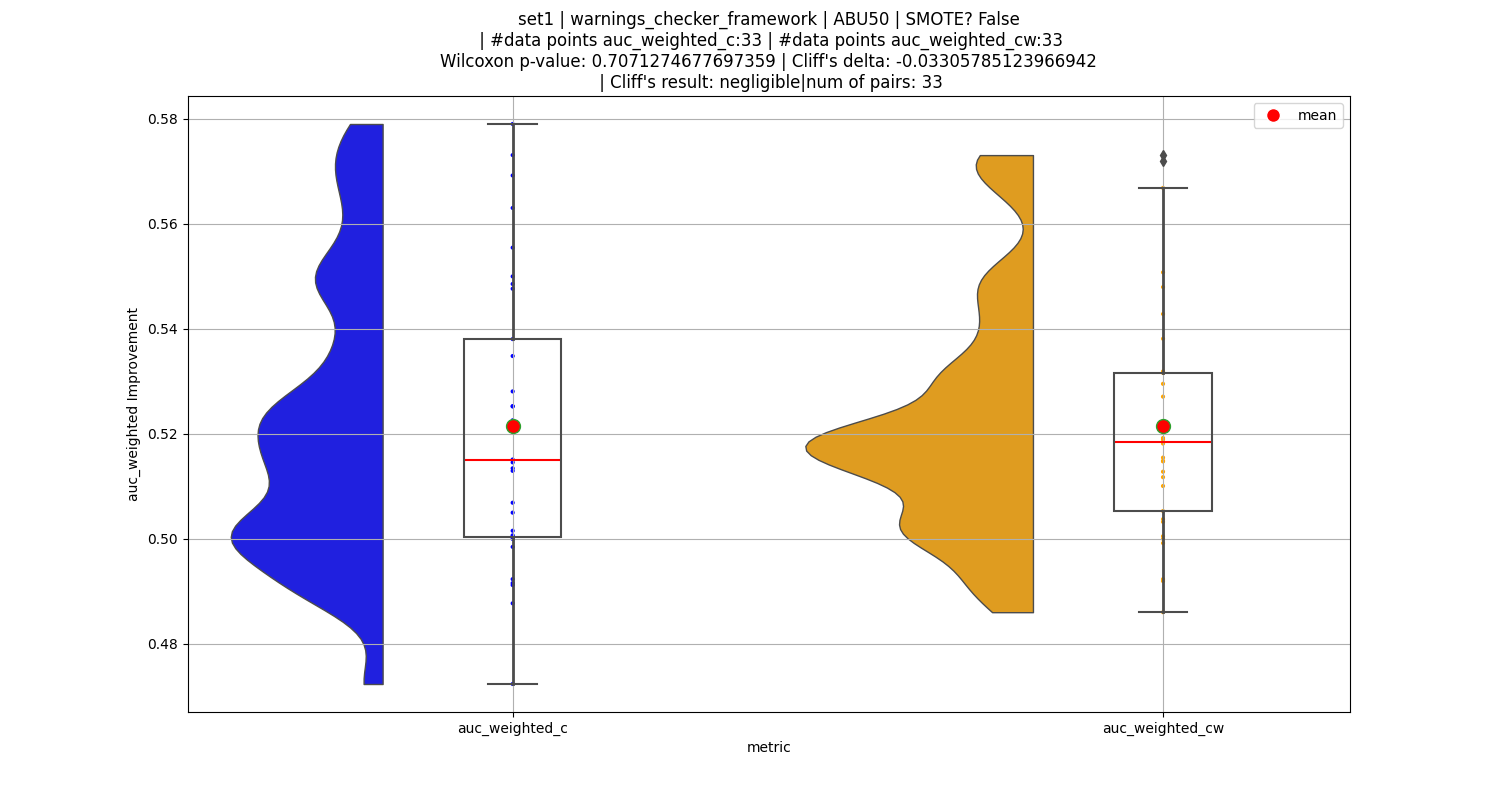 set1 | warnings_checker_framework | ABU50 | SMOTE? False
| #data points auc_weighted_c:33 | #data points auc_weighted_cw:33
Wilcoxon p-value: 0.7071274677697359 | Cliff's delta: -0.03305785123966942
| Cliff's result: negligible|num of pairs: 33
mean
0.58
0.56
0.54
0.52
0.50
0.48
auc_weighted Improvement
auc_weighted_c
auc_weighted_cw
metric